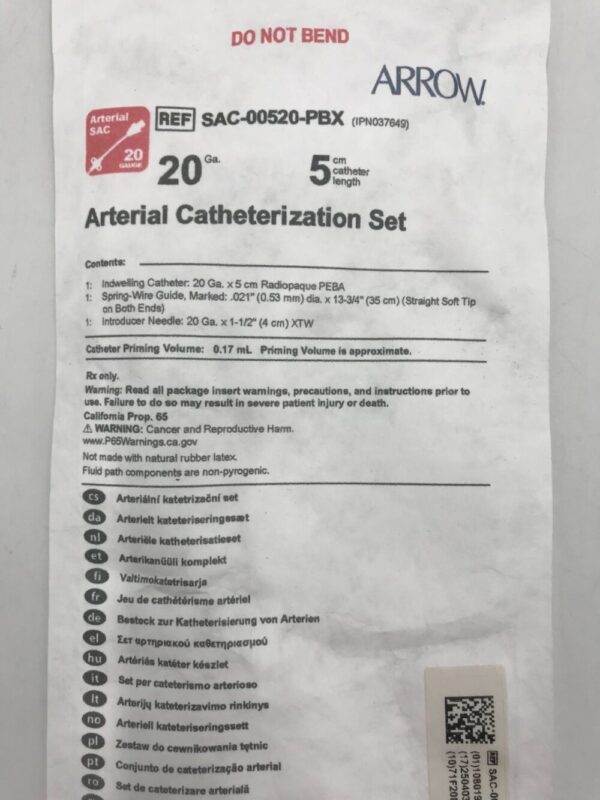 DO NOT BEND
ARROW
Arterial
SAC
20
GAUGE
REF SAC-00520-PBX (IPN037649)
20 Ga.
5 cm catheter length
Arterial Catheterization Set
Contents:
1: Indwelling Catheter: 20 Ga. x 5 cm Radiopaque PEBA
1: Spring-Wire Guide, Marked: .021" (0.53 mm) dia. x 13-3/4" (35 cm) (Straight Soft Tip
on Both Ends)
1: Introducer Needle: 20 Ga. x 1-1/2" (4 cm) XTW
Catheter Priming Volume: 0.17 mL Priming Volume is approximate.
Rx only.
Warning: Read all package insert warnings, precautions, and instructions prior to
use. Failure to do so may result in severe patient injury or death.
California Prop. 65
⚠ WARNING: Cancer and Reproductive Harm.
www.P65Warnings.ca.gov
Not made with natural rubber latex.
Fluid path components are non-pyrogenic.
cs Arteriální katetrizační set
da Arterielt kateteriseringssæt
nl Arteriële katheterisatieset
et Arterikanüüli komplekt
fi Valtimokatetrisarja
fr Jeu de cathétérisme artériel
de Besteck zur Katheterisierung von Arterien
el Σετ αρτηριακού καθετηριασμού
hu Artériás katéter készlet
it Set per cateterismo arterioso
lt Arterijų kateterizavimo rinkinys
no Arteriell kateteriseringssett
pl Zestaw do cewnikowania tętnic
pt Conjunto de cateterização arterial
ro Set de cateterizare arterială
REF SAC-00
(01)10801
(17)250403
(10)71F20